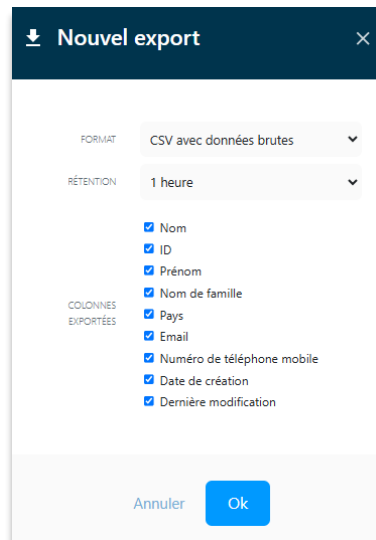 Nouvel export
FORMAT
CSV avec données brutes
RÉTENTION
1 heure
COLONNES
EXPORTÉES
Nom
ID
Prénom
Nom de famille
Pays
Email
Numéro de téléphone mobile
Date de création
Dernière modification
Annuler
Ok